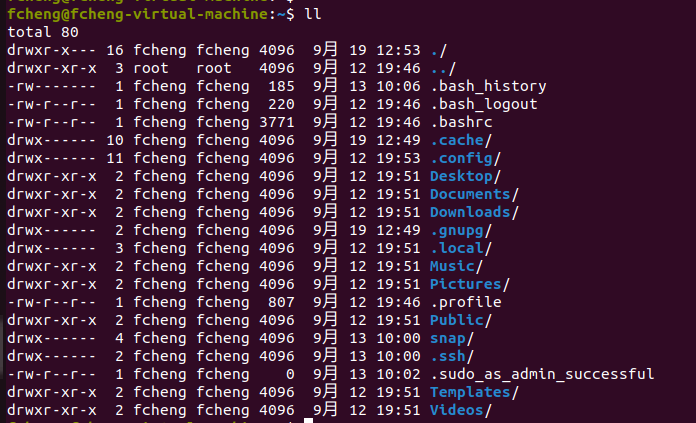 fcheng@fcheng-virtual-machine:~$
fcheng@fcheng-virtual-machine:~$ ll
total 80
drwxr-x--- 16 fcheng fcheng 4096  9月 19 12:53 ./
drwxr-xr-x  3 root   root   4096  9月 12 19:46 ../
-rw-------  1 fcheng fcheng  185  9月 13 10:06 .bash_history
-rw-r--r--  1 fcheng fcheng  220  9月 12 19:46 .bash_logout
-rw-r--r--  1 fcheng fcheng 3771  9月 12 19:46 .bashrc
drwx------ 10 fcheng fcheng 4096  9月 19 12:49 .cache/
drwx------ 11 fcheng fcheng 4096  9月 12 19:53 .config/
drwxr-xr-x  2 fcheng fcheng 4096  9月 12 19:51 Desktop/
drwxr-xr-x  2 fcheng fcheng 4096  9月 12 19:51 Documents/
drwxr-xr-x  2 fcheng fcheng 4096  9月 12 19:51 Downloads/
drwx------  2 fcheng fcheng 4096  9月 19 12:49 .gnupg/
drwx------  3 fcheng fcheng 4096  9月 12 19:51 .local/
drwxr-xr-x  2 fcheng fcheng 4096  9月 12 19:51 Music/
drwxr-xr-x  2 fcheng fcheng 4096  9月 12 19:51 Pictures/
-rw-r--r--  1 fcheng fcheng  807  9月 12 19:46 .profile
drwxr-xr-x  2 fcheng fcheng 4096  9月 12 19:51 Public/
drwx------  4 fcheng fcheng 4096  9月 13 10:00 snap/
drwx------  2 fcheng fcheng 4096  9月 13 10:00 .ssh/
-rw-r--r--  1 fcheng fcheng    0  9月 13 10:02 .sudo_as_admin_successful
drwxr-xr-x  2 fcheng fcheng 4096  9月 12 19:51 Templates/
drwxr-xr-x  2 fcheng fcheng 4096  9月 12 19:51 Videos/